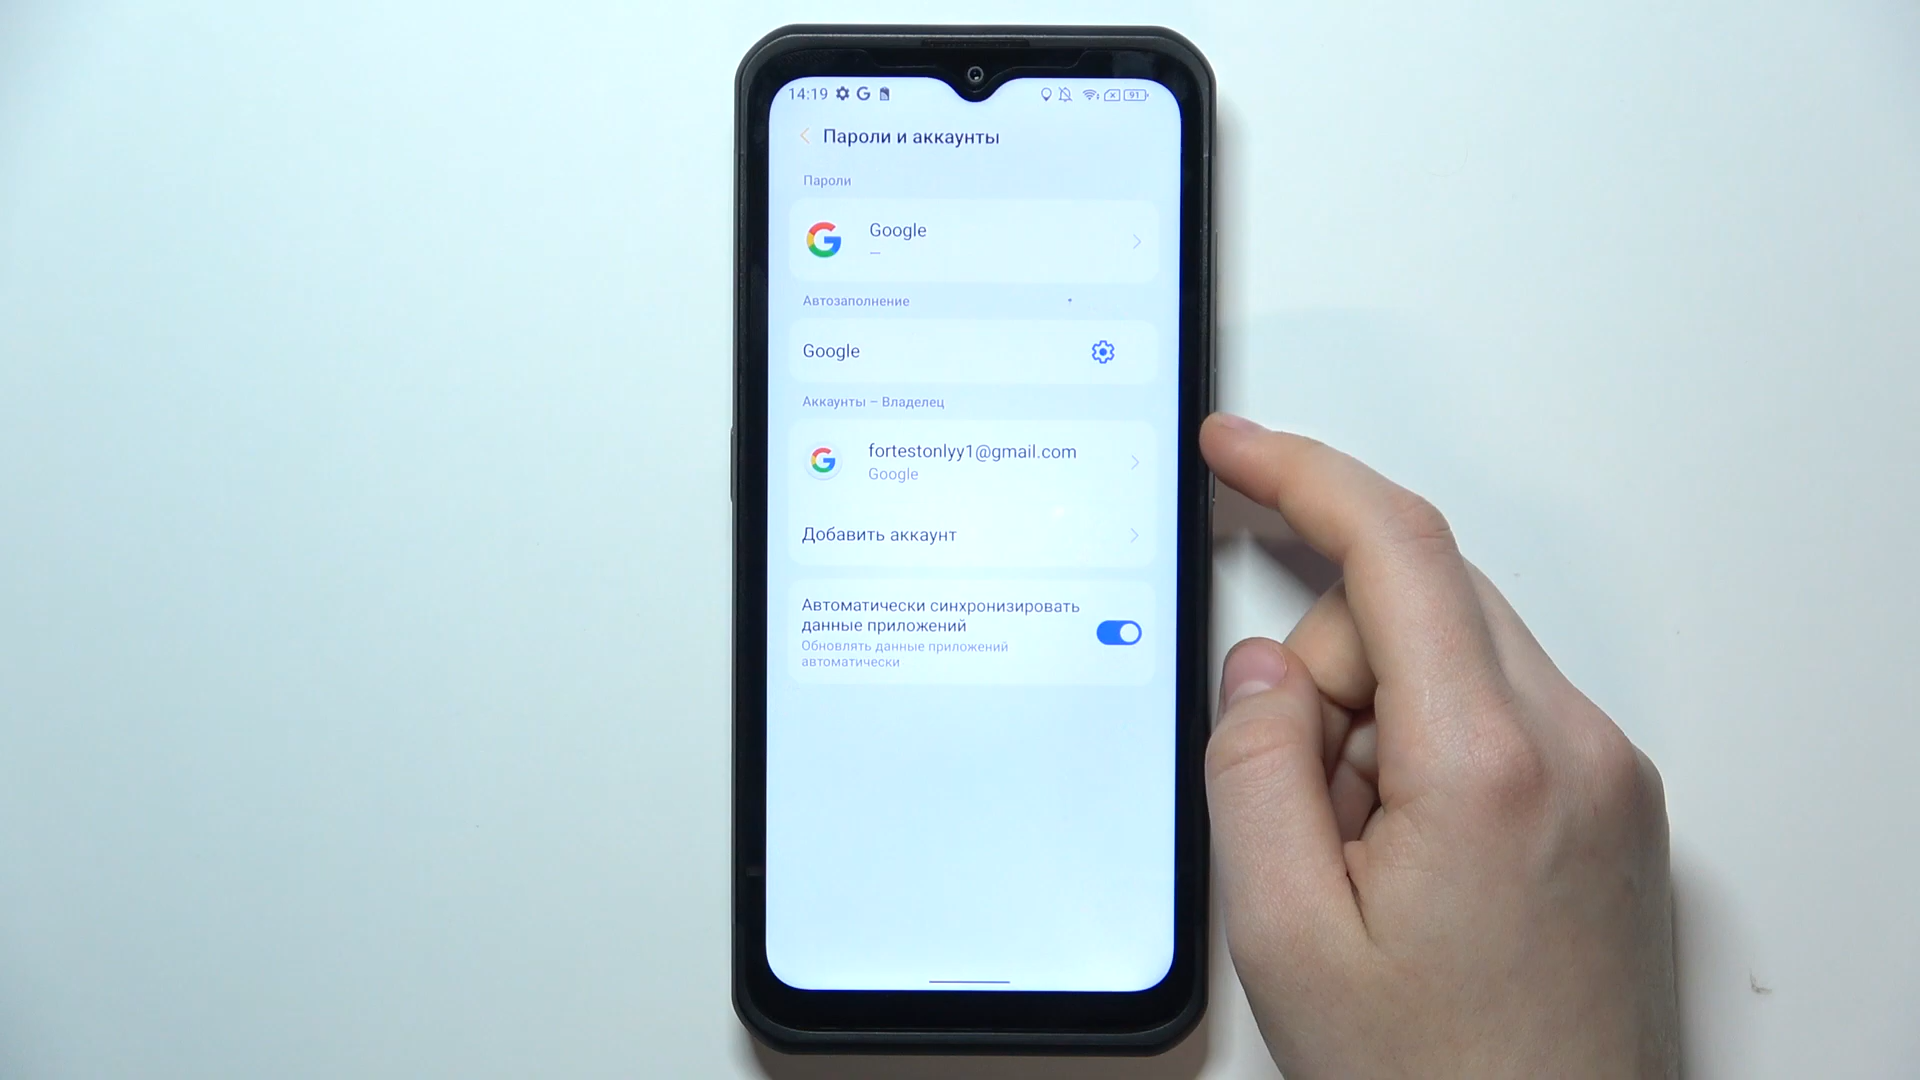 14:19 91
Пароли и аккаунты
Пароли
Google
—
Автозаполнение
Google
Аккаунты – Владелец
fortestonlyy1@gmail.com
Google
Добавить аккаунт
Автоматически синхронизировать
данные приложений
Обновлять данные приложений
автоматически